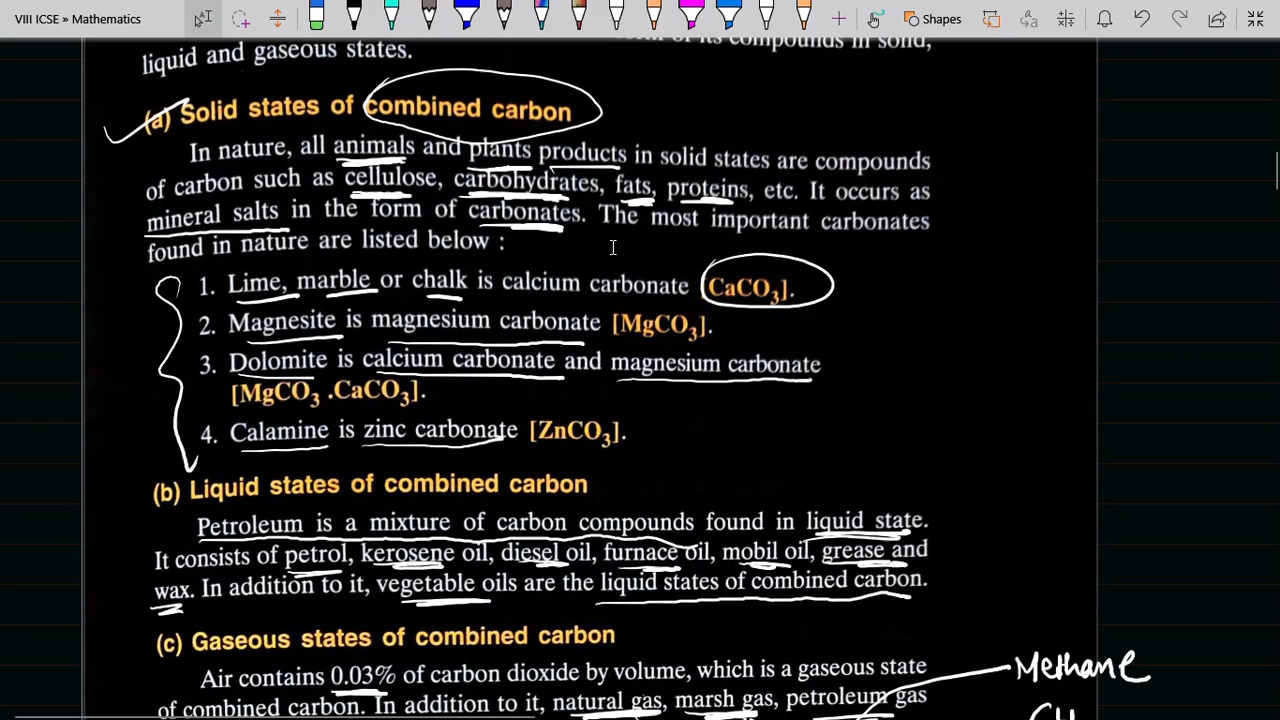 VIII ICSE » Mathematics
Shapes
of its compounds in solid,
liquid and gaseous states.
(a) Solid states of combined carbon
In nature, all animals and plants products in solid states are compounds
of carbon such as cellulose, carbohydrates, fats, proteins, etc. It occurs as
mineral salts in the form of carbonates. The most important carbonates
found in nature are listed below :
1. Lime, marble or chalk is calcium carbonate [CaCO₃].
2. Magnesite is magnesium carbonate [MgCO₃].
3. Dolomite is calcium carbonate and magnesium carbonate
[MgCO₃ .CaCO₃].
4. Calamine is zinc carbonate [ZnCO₃].
(b) Liquid states of combined carbon
Petroleum is a mixture of carbon compounds found in liquid state.
It consists of petrol, kerosene oil, diesel oil, furnace oil, mobil oil, grease and
wax. In addition to it, vegetable oils are the liquid states of combined carbon.
(c) Gaseous states of combined carbon
Air contains 0.03% of carbon dioxide by volume, which is a gaseous state
Methane
of combined carbon. In addition to it, natural gas, marsh gas, petroleum gas